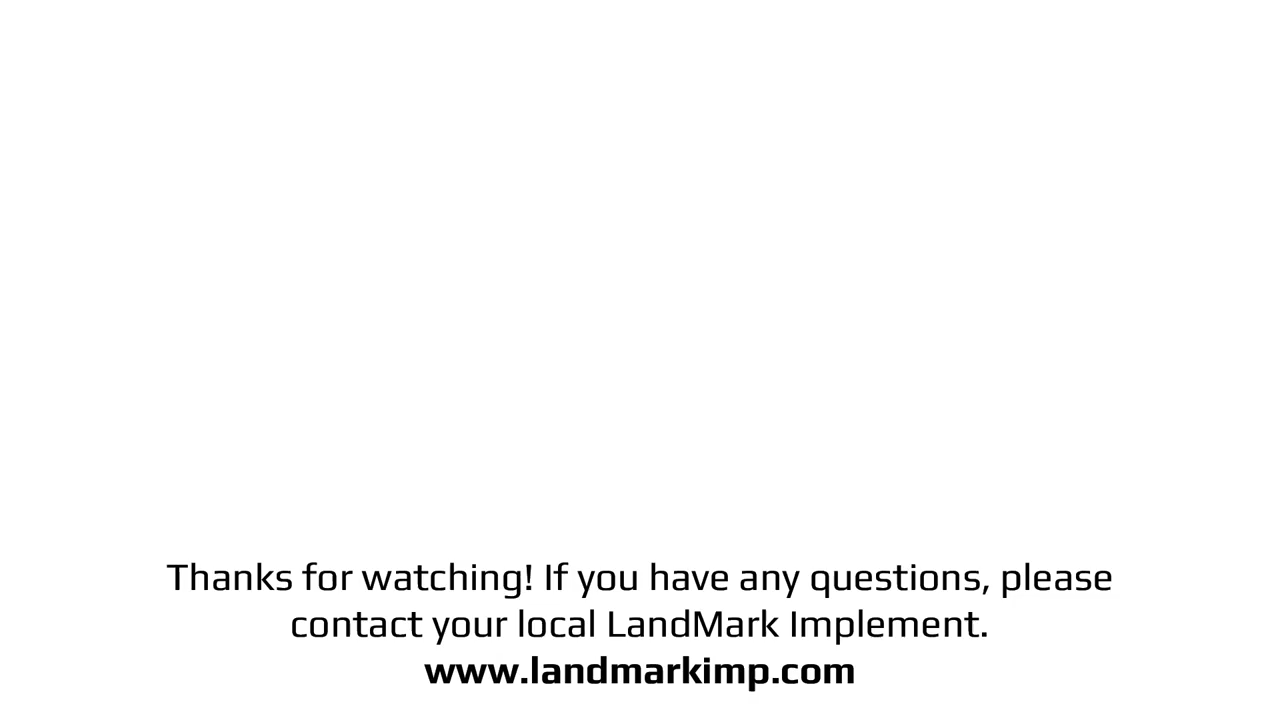 Thanks for watching! If you have any questions, please
contact your local LandMark Implement.
www.landmarkimp.com